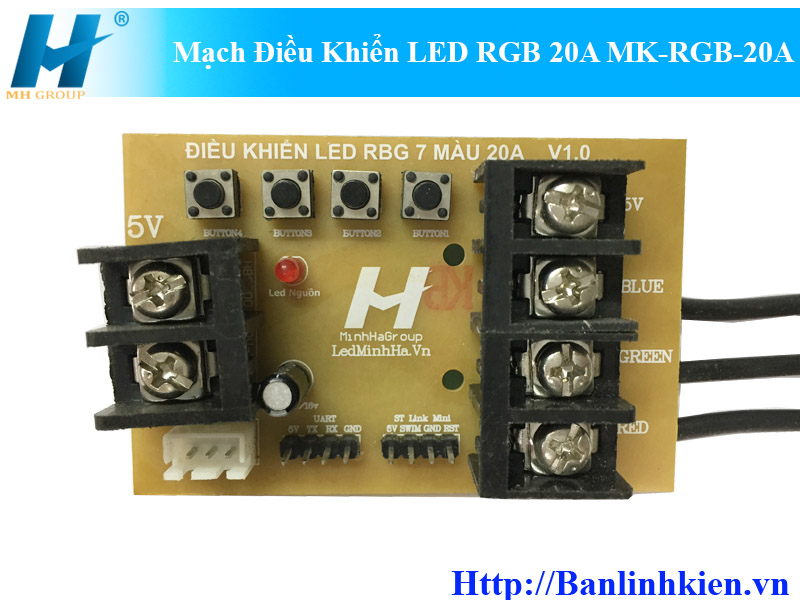 H ®
MH GROUP
Mạch Điều Khiển LED RGB 20A MK-RGB-20A
ĐIỀU KHIỂN LED RBG 7 MÀU 20A V1.0
5V
BUTTON4 BUTTON3 BUTTON2 BUTTON1
5V
Led Nguồn
H
MinhHaGroup
LedMinhHa.Vn
BLUE
GREEN
RED
/16v
UART
5V TX RX GND
ST Link Mini
5V SWIM GND RST
Http://Banlinhkien.vn